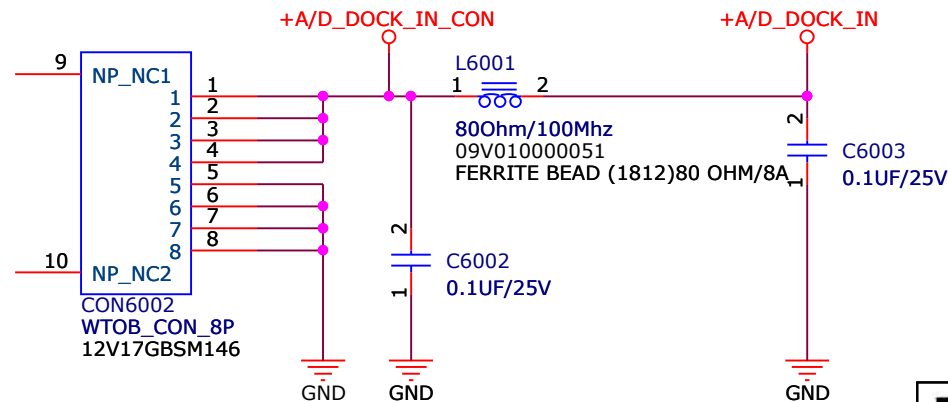 +A/D_DOCK_IN_CON
+A/D_DOCK_IN
9
NP_NC1
1
1
2
2
3
3
4
4
5
5
6
6
7
7
8
8
10
NP_NC2
CON6002
WTOB_CON_8P
12V17GBSM146
L6001
1
2
80Ohm/100Mhz
09V010000051
FERRITE BEAD (1812)80 OHM/8A
2
C6002
0.1UF/25V
1
2
C6003
0.1UF/25V
1
GND
GND
GND